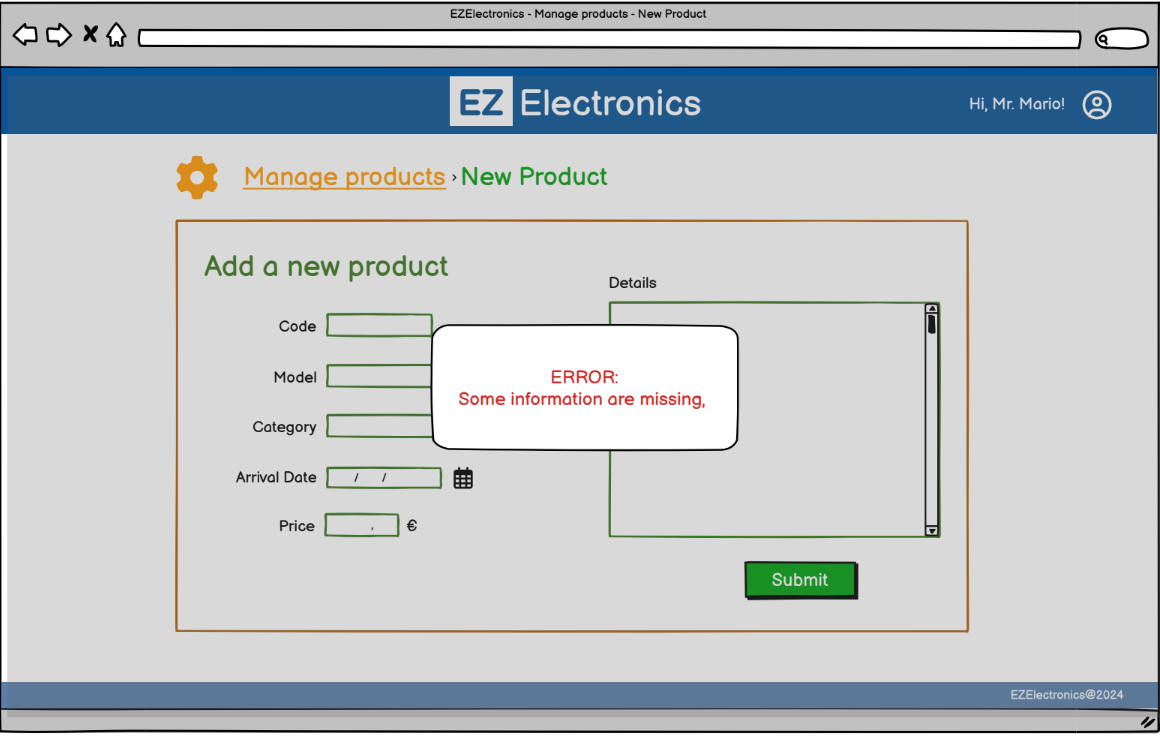 EZElectronics - Manage products - New Product
EZ Electronics
Hi, Mr. Mario!
Manage products › New Product
Add a new product
Details
Code
Model
ERROR:
Some information are missing,
Category
Arrival Date / /
Price , €
Submit
EZElectronics@2024